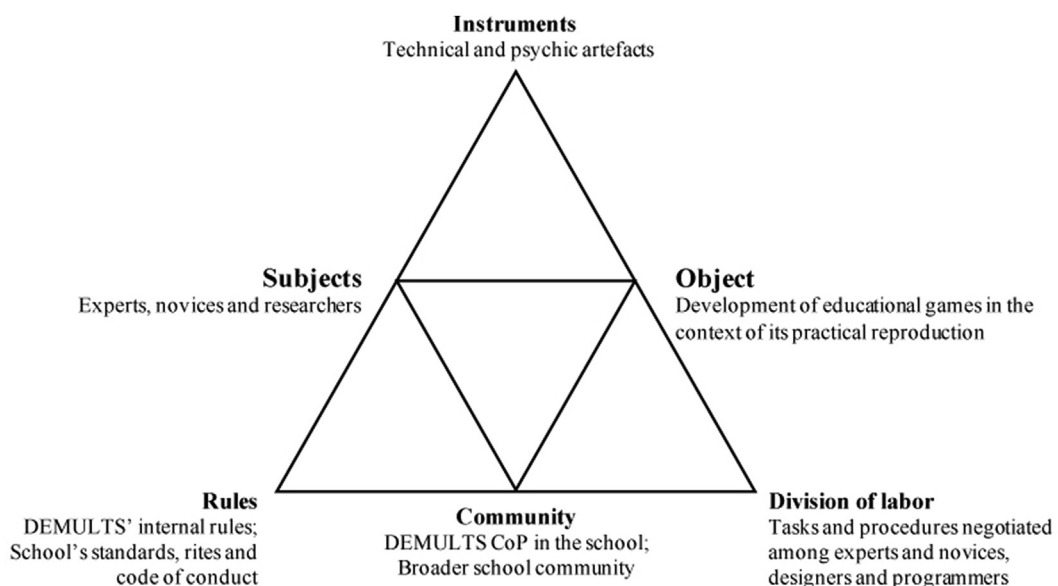 Instruments
Technical and psychic artefacts
Subjects
Experts, novices and researchers
Object
Development of educational games in the
context of its practical reproduction
Rules
DEMULTS’ internal rules;
School’s standards, rites and
code of conduct
Community
DEMULTS CoP in the school;
Broader school community
Division of labor
Tasks and procedures negotiated
among experts and novices,
designers and programmers